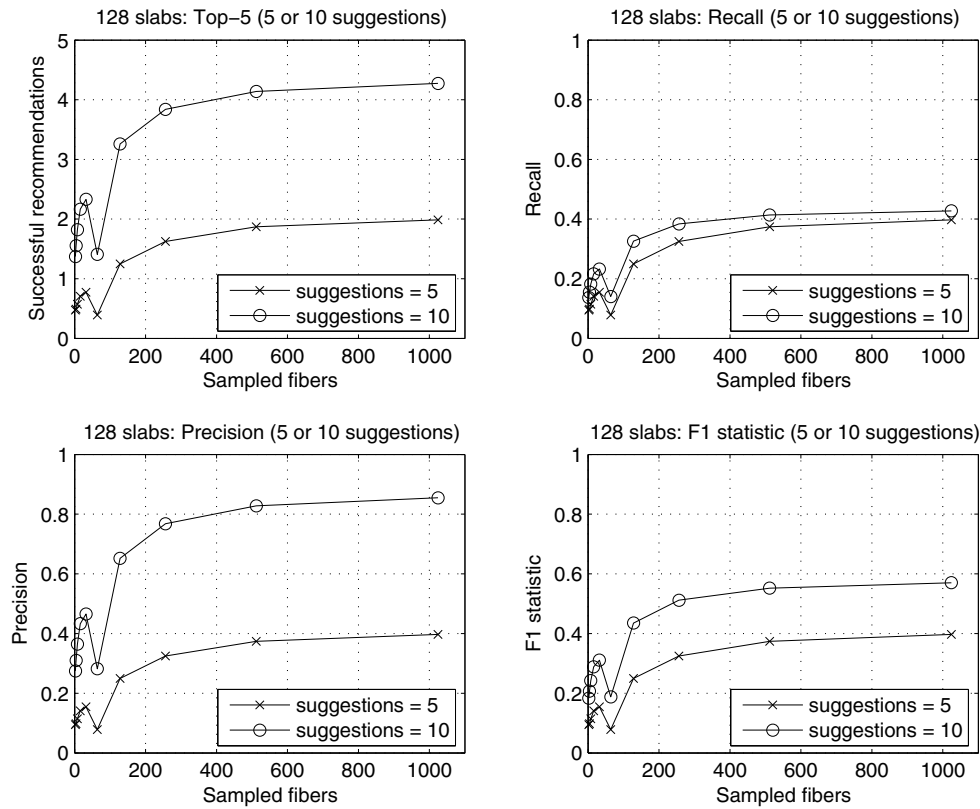 128 slabs: Top−5 (5 or 10 suggestions)
5
4
3
2
1
0
Successful recommendations
suggestions = 5
suggestions = 10
0 200 400 600 800 1000
Sampled fibers
128 slabs: Recall (5 or 10 suggestions)
1
0.8
0.6
0.4
0.2
0
Recall
suggestions = 5
suggestions = 10
0 200 400 600 800 1000
Sampled fibers
128 slabs: Precision (5 or 10 suggestions)
1
0.8
0.6
0.4
0.2
0
Precision
suggestions = 5
suggestions = 10
0 200 400 600 800 1000
Sampled fibers
128 slabs: F1 statistic (5 or 10 suggestions)
1
0.8
0.6
0.4
0.2
0
F1 statistic
suggestions = 5
suggestions = 10
0 200 400 600 800 1000
Sampled fibers